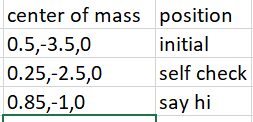 center of mass position
0.5,-3.5,0 initial
0.25,-2.5,0 self check
0.85,-1,0 say hi